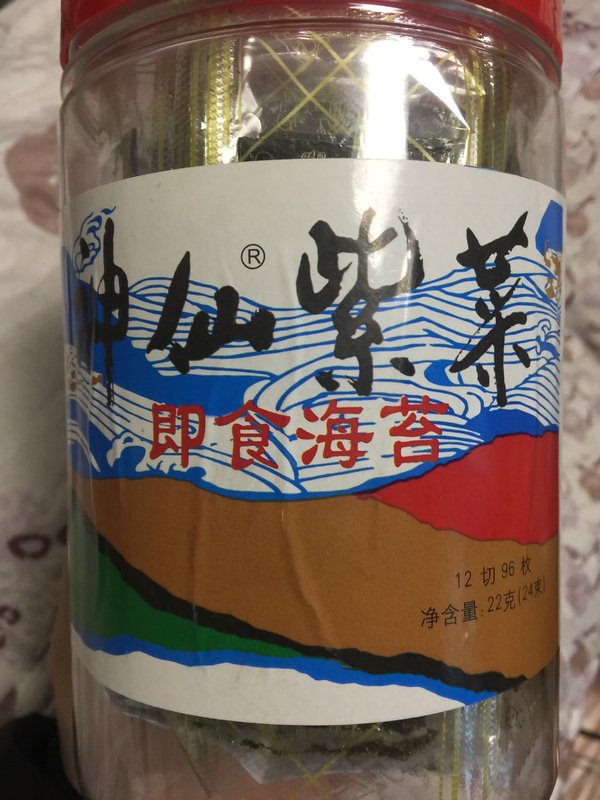 神仙®紫菜
即食海苔
12 切 96 枚
净含量:22克(24束)